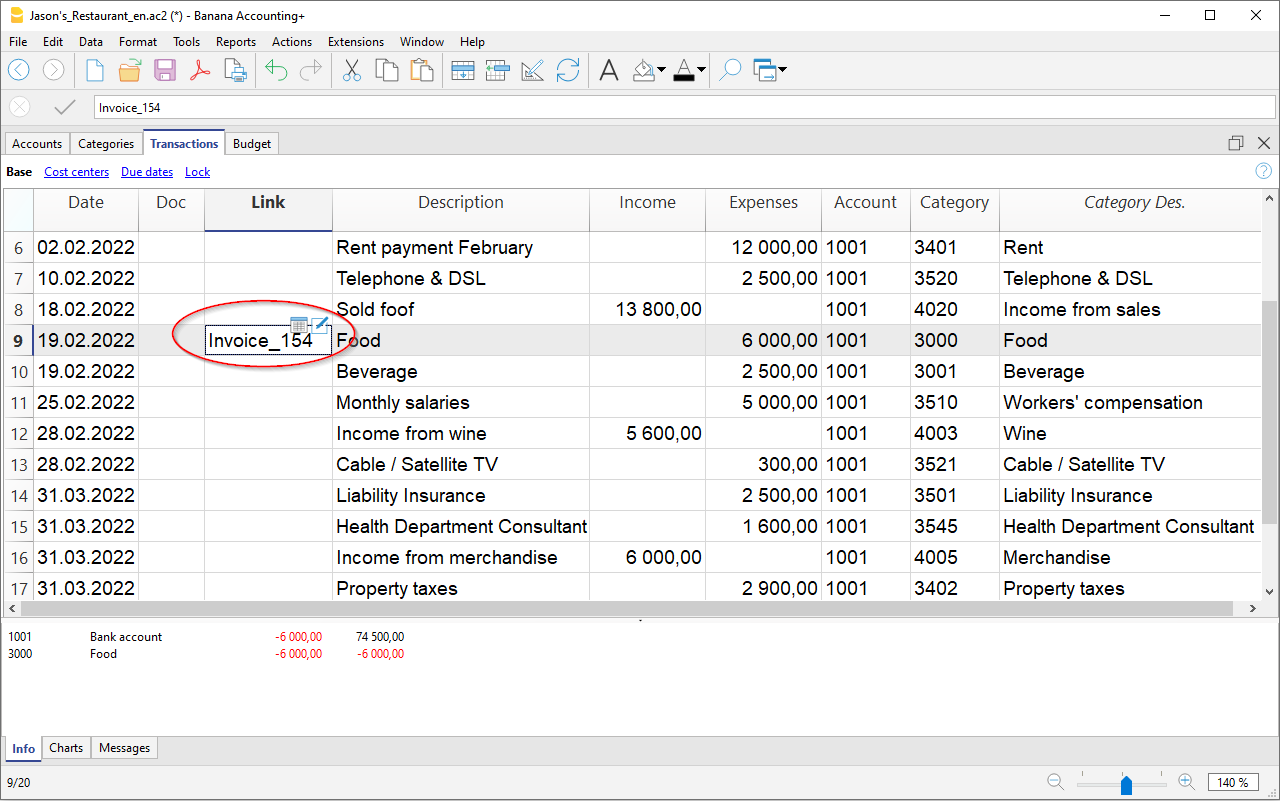 Jason's_Restaurant_en.ac2 (*) - Banana Accounting+
File Edit Data Format Tools Reports Actions Extensions Window Help
Invoice_154
Accounts Categories Transactions Budget
Base Cost centers Due dates Lock
Date Doc Link Description Income Expenses Account Category Category Des.
6 02.02.2022 Rent payment February 12 000,00 1001 3401 Rent
7 10.02.2022 Telephone & DSL 2 500,00 1001 3520 Telephone & DSL
8 18.02.2022 Sold foof 13 800,00 1001 4020 Income from sales
9 19.02.2022 Invoice_154 Food 6 000,00 1001 3000 Food
10 19.02.2022 Beverage 2 500,00 1001 3001 Beverage
11 25.02.2022 Monthly salaries 5 000,00 1001 3510 Workers' compensation
12 28.02.2022 Income from wine 5 600,00 1001 4003 Wine
13 28.02.2022 Cable / Satellite TV 300,00 1001 3521 Cable / Satellite TV
14 31.03.2022 Liability Insurance 2 500,00 1001 3501 Liability Insurance
15 31.03.2022 Health Department Consultant 1 600,00 1001 3545 Health Department Consultant
16 31.03.2022 Income from merchandise 6 000,00 1001 4005 Merchandise
17 31.03.2022 Property taxes 2 900,00 1001 3402 Property taxes
1001 Bank account -6 000,00 74 500,00
3000 Food -6 000,00 -6 000,00
Info Charts Messages
9/20 140 %